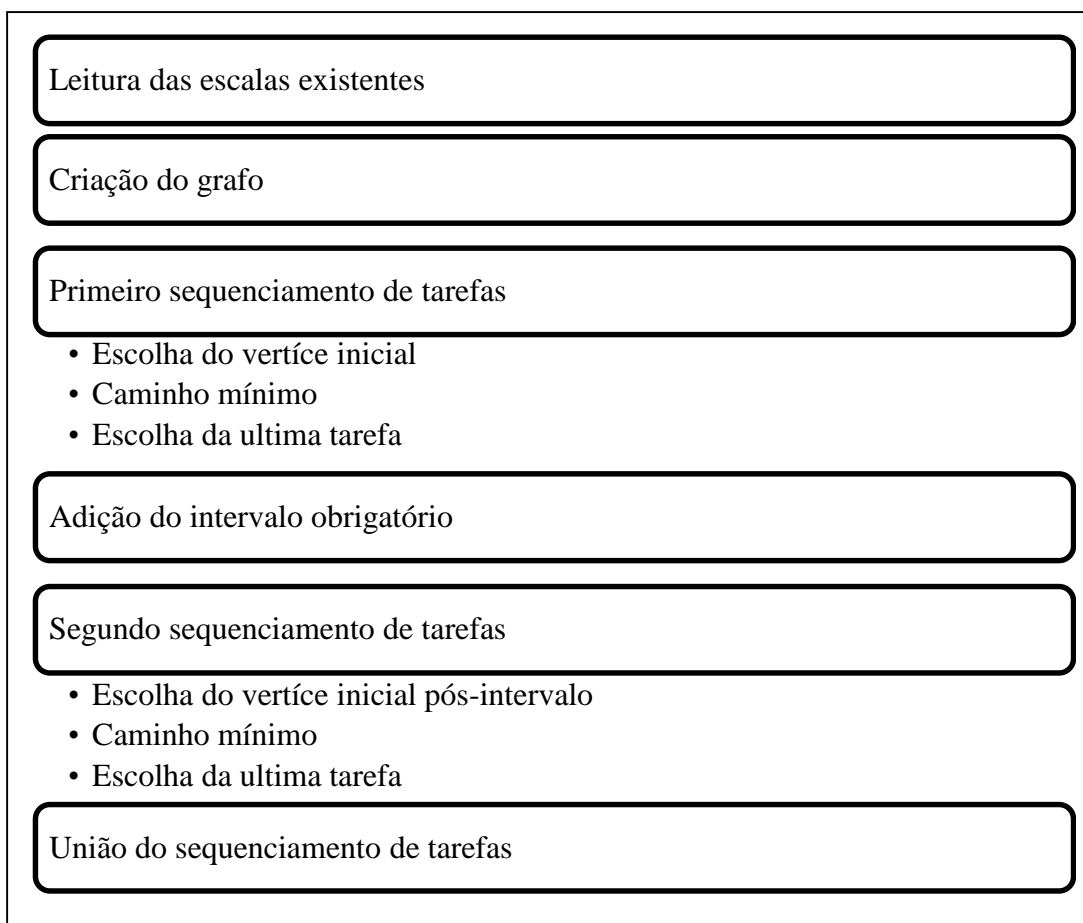 Leitura das escalas existentes
Criação do grafo
Primeiro sequenciamento de tarefas
• Escolha do vertíce inicial
• Caminho mínimo
• Escolha da ultima tarefa
Adição do intervalo obrigatório
Segundo sequenciamento de tarefas
• Escolha do vertíce inicial pós-intervalo
• Caminho mínimo
• Escolha da ultima tarefa
União do sequenciamento de tarefas